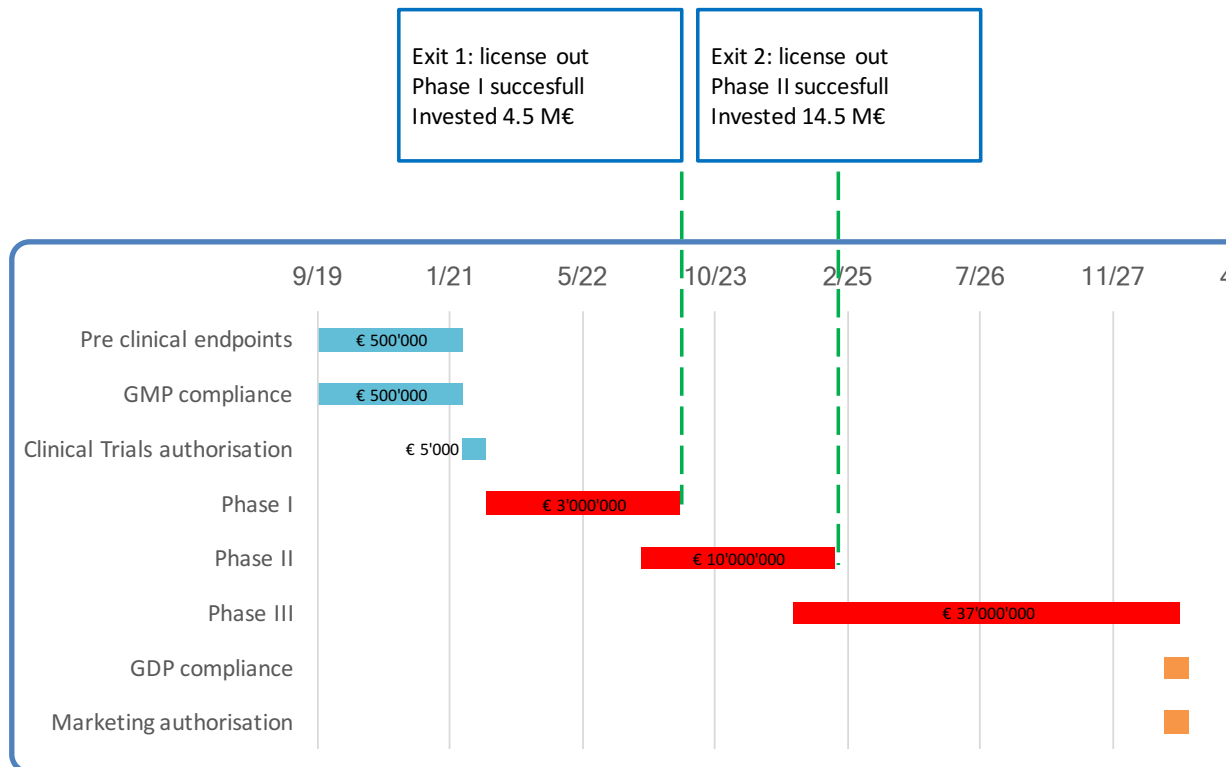 Exit 1: license out
Phase I succesfull
Invested 4.5 M€
Exit 2: license out
Phase II succesfull
Invested 14.5 M€
9/19 1/21 5/22 10/23 2/25 7/26 11/27 4
Pre clinical endpoints € 500'000
GMP compliance € 500'000
Clinical Trials authorisation € 5'000
Phase I € 3'000'000
Phase II € 10'000'000
Phase III € 37'000'000
GDP compliance
Marketing authorisation